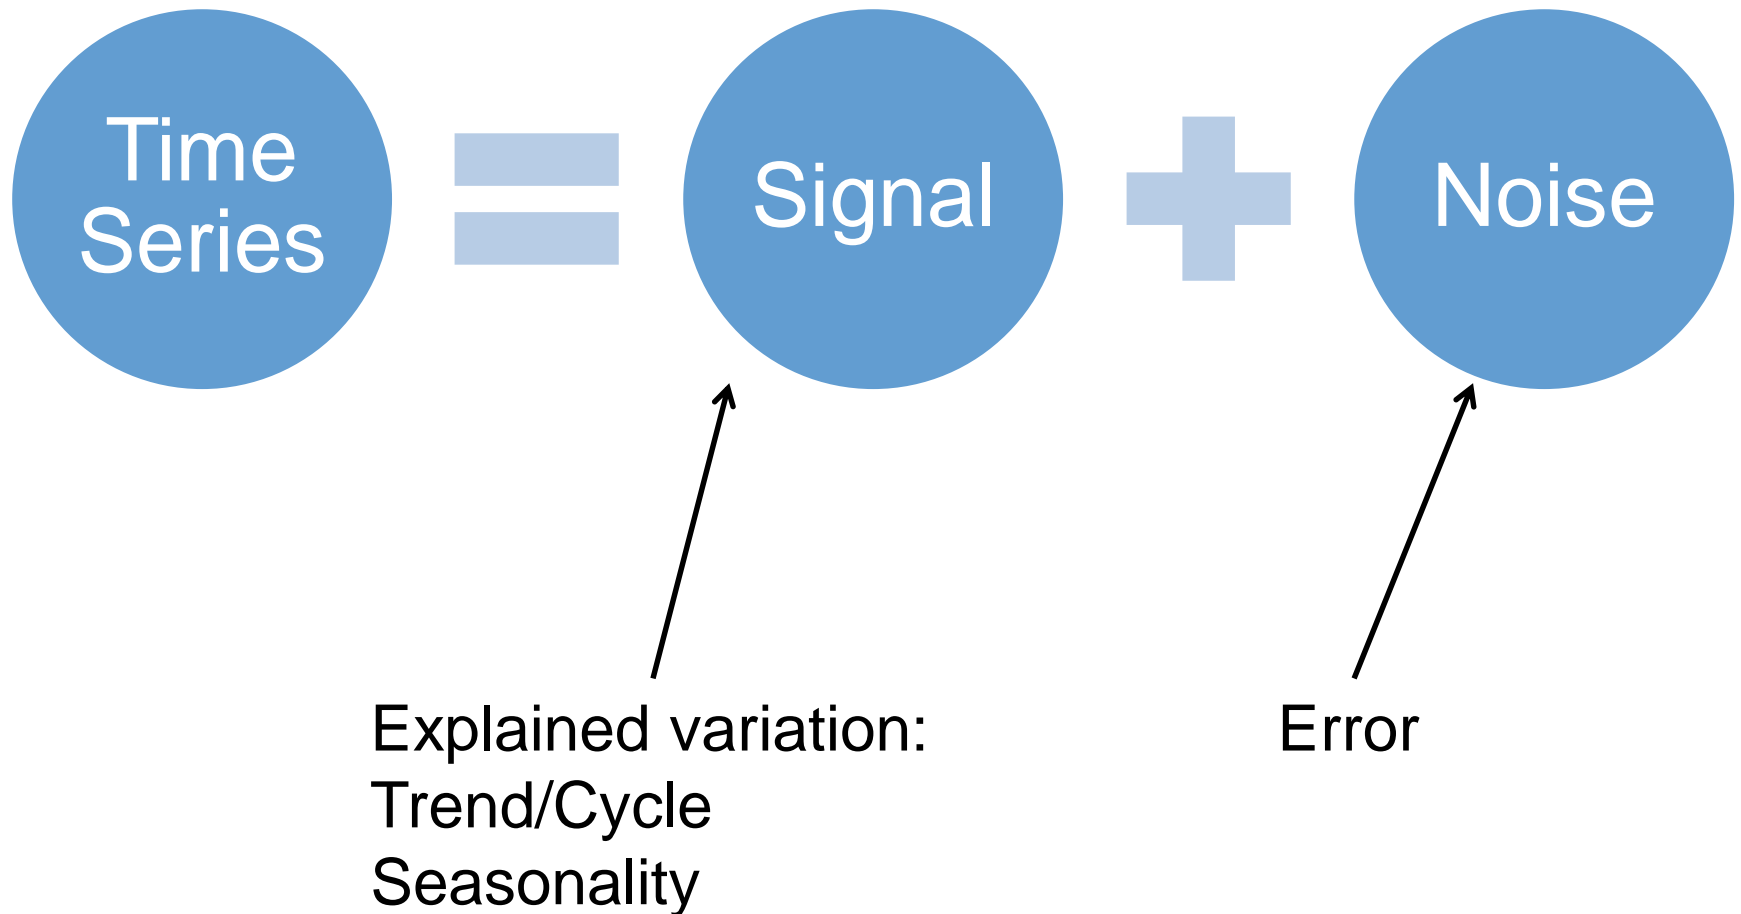 Time
Series
Signal
Noise
Explained variation:
Trend/Cycle
Seasonality
Error